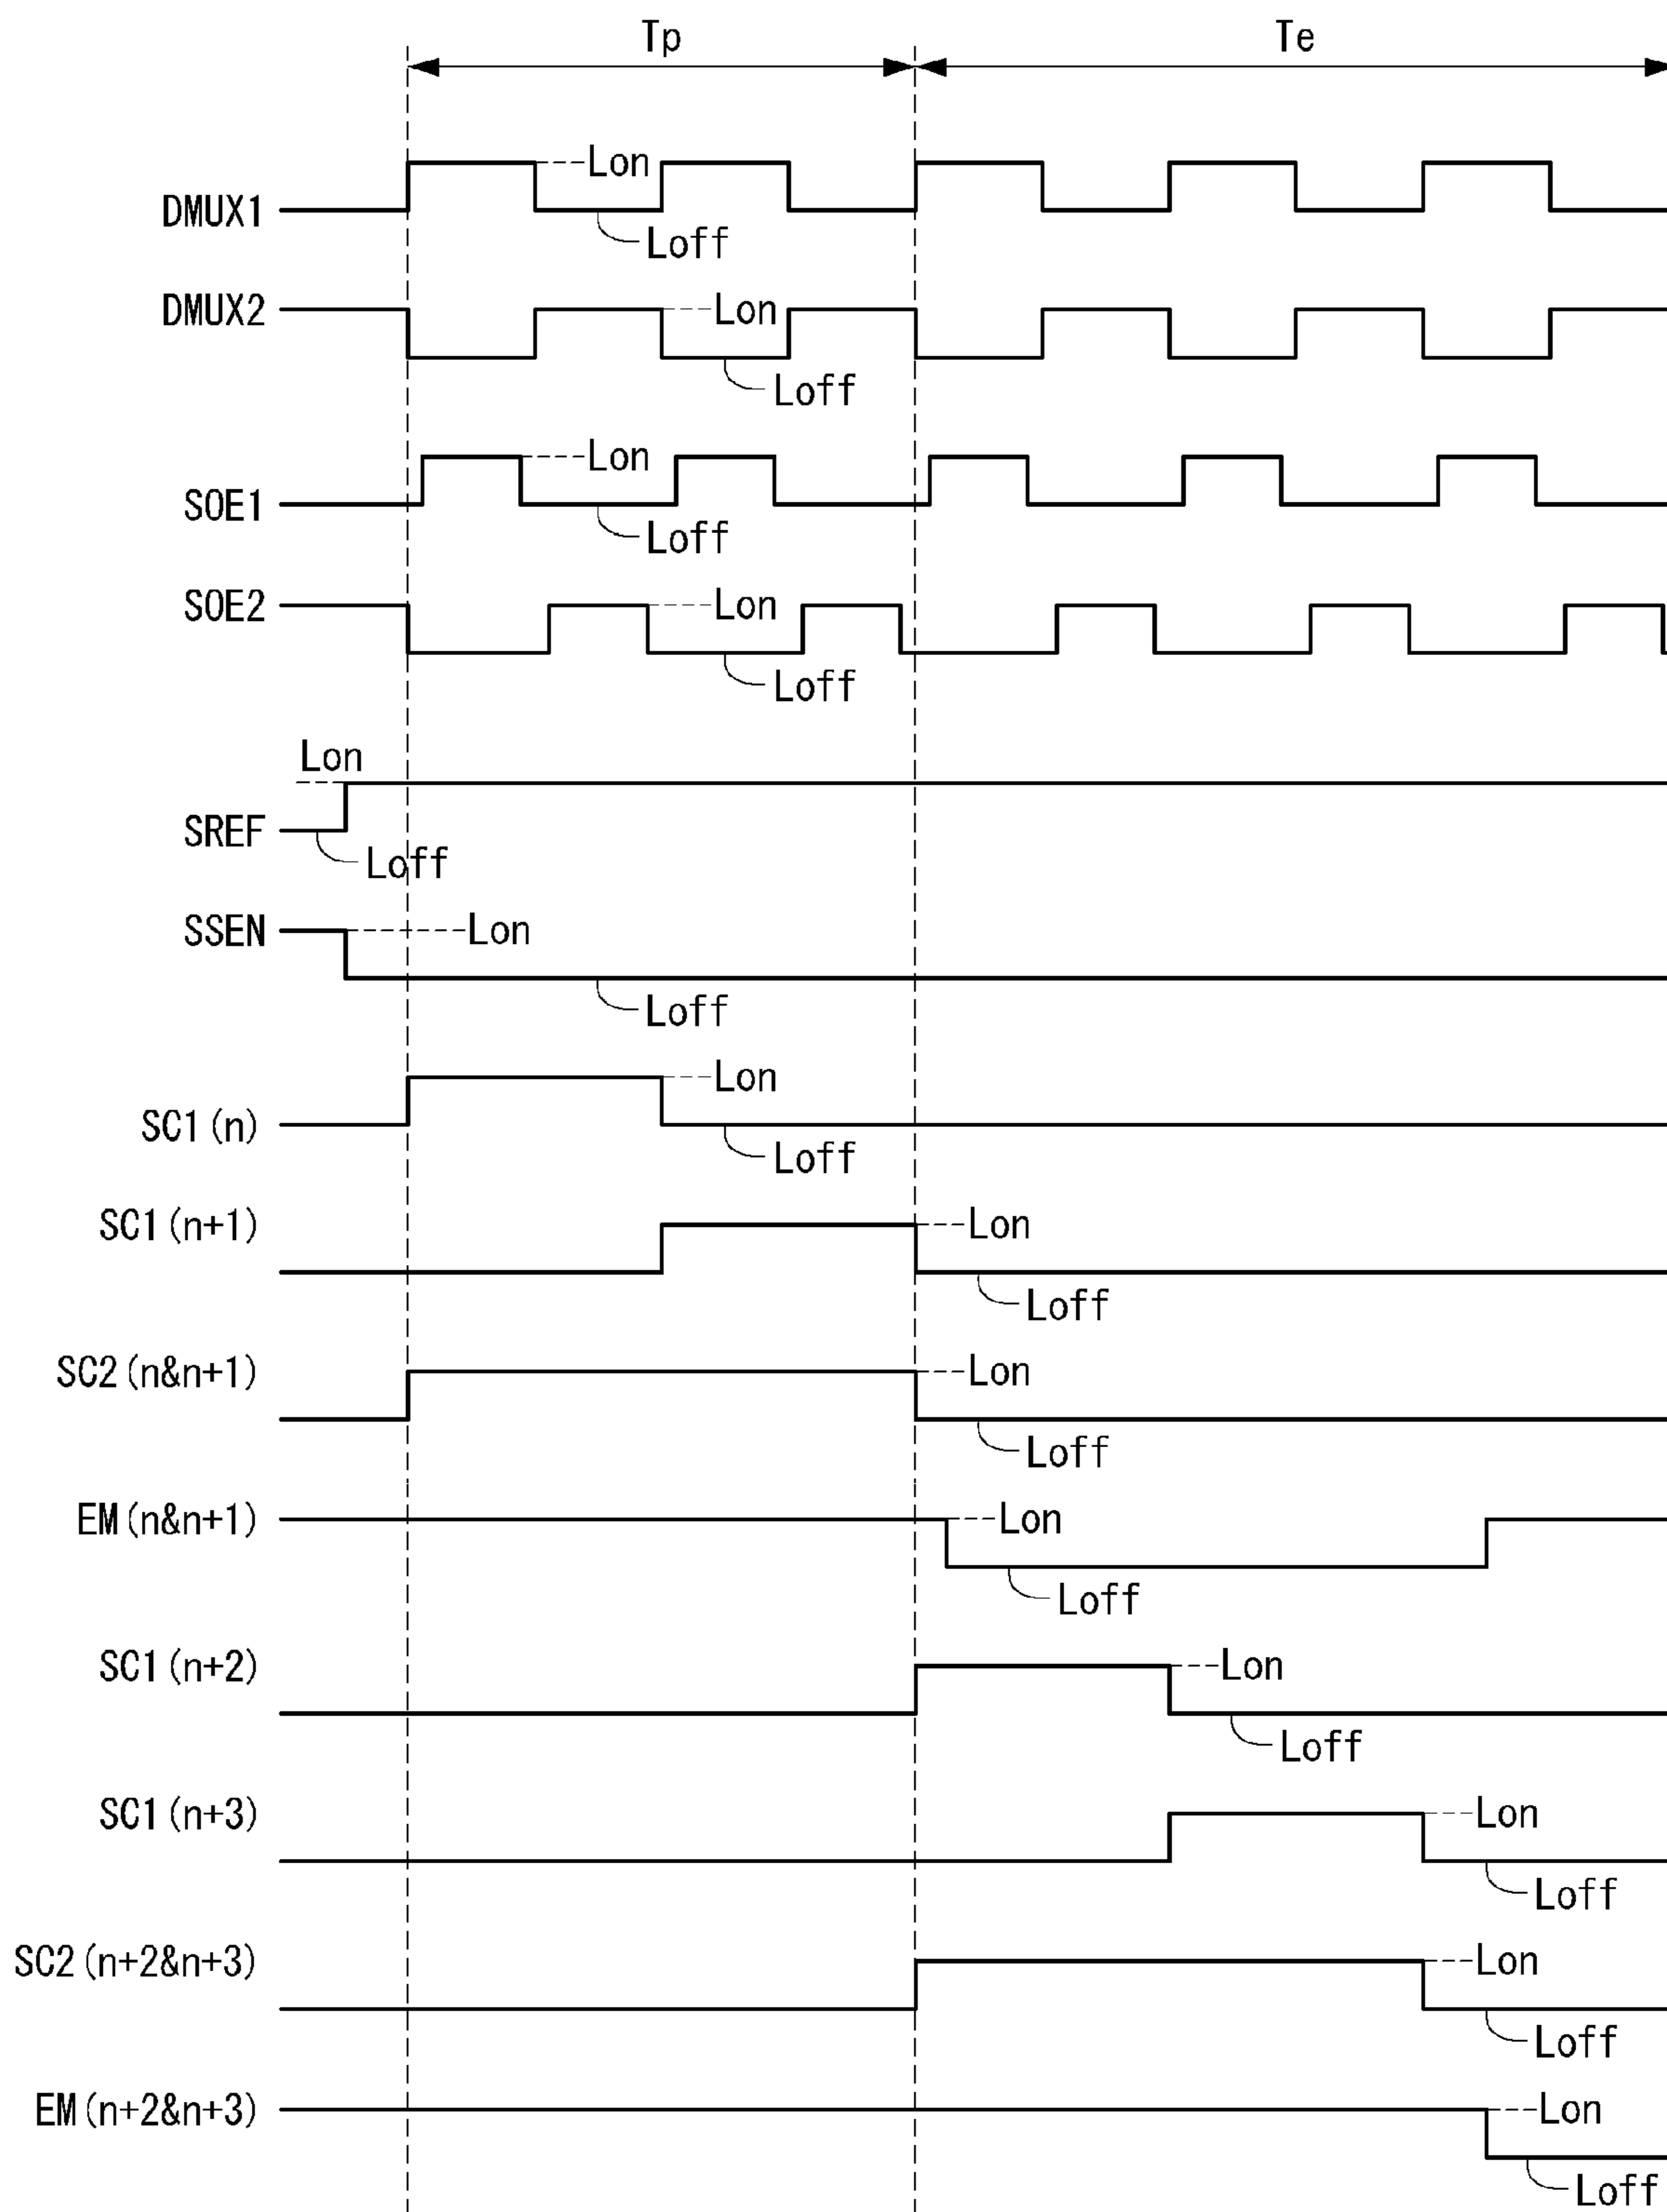 Tp Te
DMUX1 Lon Loff
DMUX2 Lon Loff
SOE1 Lon Loff
SOE2 Lon Loff
Lon
SREF Loff
SSEN Lon Loff
SC1(n) Lon Loff
SC1(n+1) Lon Loff
SC2(n&n+1) Lon Loff
EM(n&n+1) Lon Loff
SC1(n+2) Lon Loff
SC1(n+3) Lon Loff
SC2(n+2&n+3) Lon Loff
EM(n+2&n+3) Lon Loff